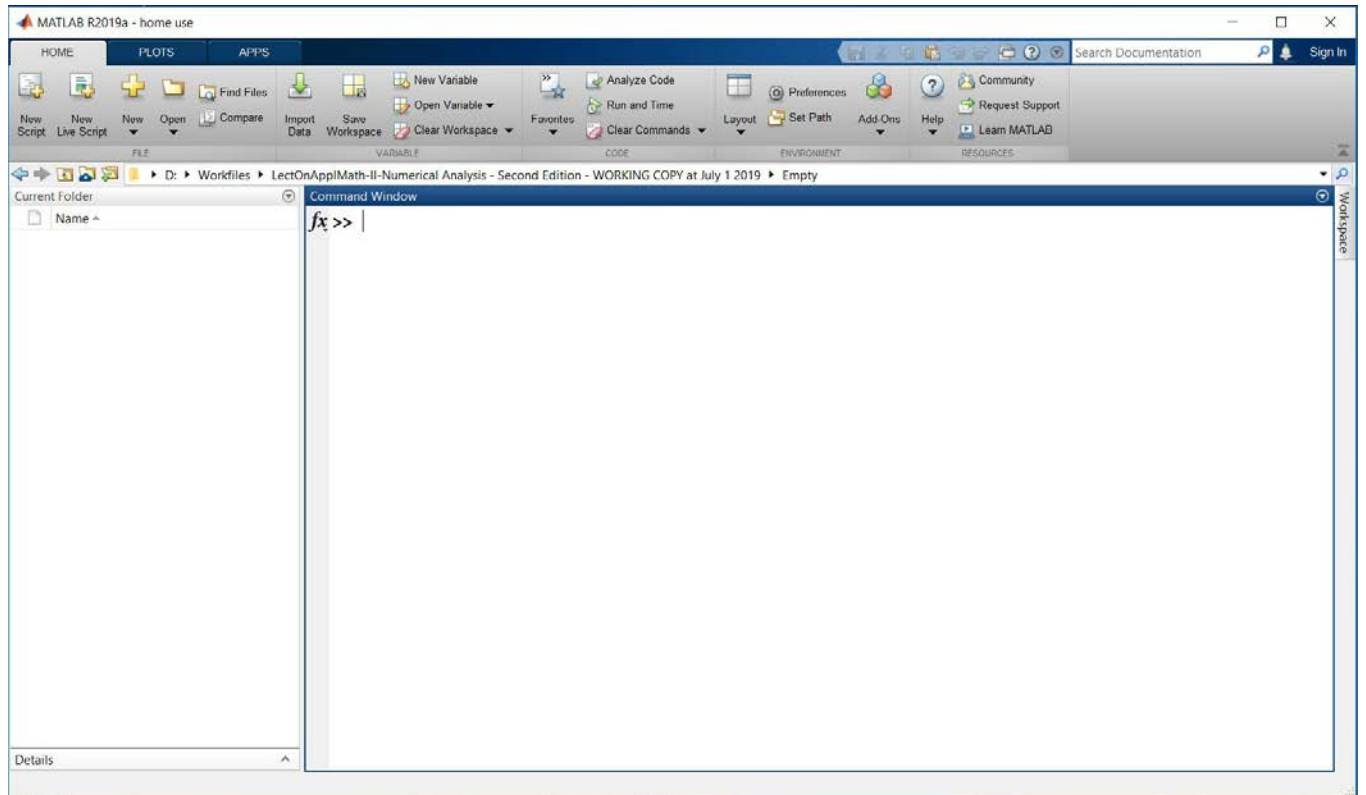 MATLAB R2019a - home use
HOME PLOTS APPS Search Documentation Sign In
New Script
New Live Script
New
Open
Find Files
Compare
Import Data
Save Workspace
New Variable
Open Variable
Clear Workspace
Favorites
Analyze Code
Run and Time
Clear Commands
Layout
Preferences
Set Path
Add-Ons
Help
Community
Request Support
Learn MATLAB
FILE VARIABLE CODE ENVIRONMENT RESOURCES
D: Workfiles LectOnApplMath-II-Numerical Analysis - Second Edition - WORKING COPY at July 1 2019 Empty
Current Folder
Name
Command Window
fx >>
Workspace
Details